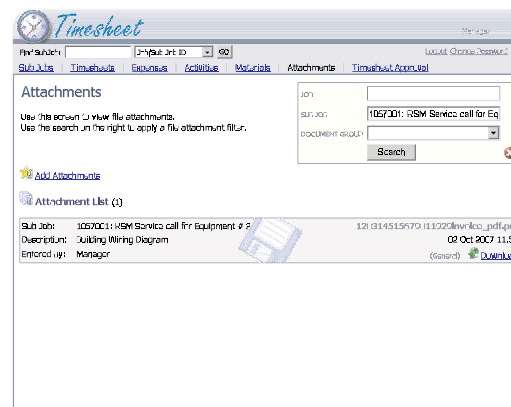 Timesheet
Manager
Find Sub Job: Job/Sub Job ID GO
Logout Change Password
Sub Jobs Timesheets Expenses Activities Materials Attachments Timesheet Approval
Attachments
Use this screen to view file attachments.
Use the search on the right to apply a file attachment filter.
JOB
SUB JOB 1057001: RSM Service call for Eq
DOCUMENT GROUP
Search
Add Attachments
Attachment List (1)
Sub Job: 1057001: RSM Service call for Equipment # 2
Description: Building Wiring Diagram 02 Oct 2007 11:5
Entered by: Manager (General) Downloa